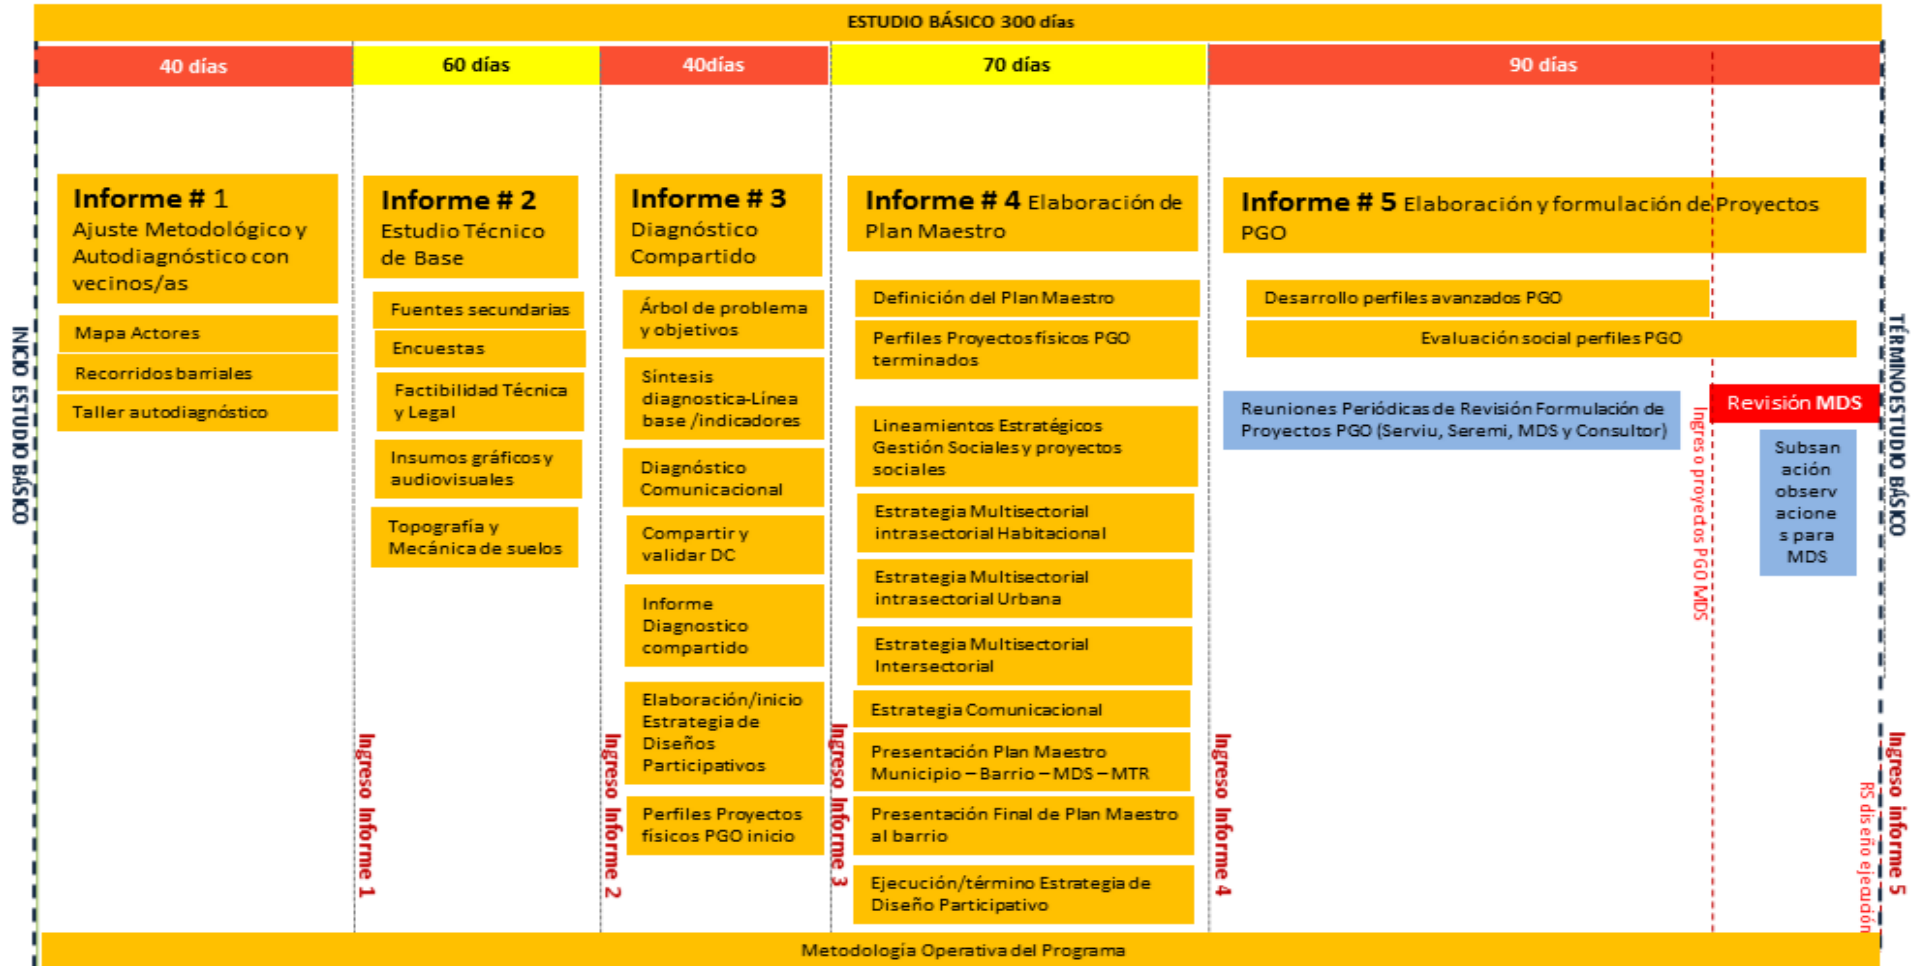 ESTUDIO BÁSICO 300 días
40 días
60 días
40días
70 días
90 días
INICIO ESTUDIO BÁSICO
Informe # 1
Ajuste Metodológico y
Autodiagnóstico con
vecinos/as
Mapa Actores
Recorridos barriales
Taller autodiagnóstico
Ingreso Informe 1
Informe # 2
Estudio Técnico
de Base
Fuentes secundarias
Encuestas
Factibilidad Técnica
y Legal
Insumos gráficos y
audiovisuales
Topografía y
Mecánica de suelos
Ingreso Informe 2
Informe # 3
Diagnóstico
Compartido
Árbol de problema
y objetivos
Síntesis
diagnostica-Línea
base /indicadores
Diagnóstico
Comunicacional
Compartir y
validar DC
Informe
Diagnostico
compartido
Elaboración/inicio
Estrategia de
Diseños
Participativos
Perfiles Proyectos
físicos PGO inicio
Ingreso Informe 3
Informe # 4 Elaboración de
Plan Maestro
Definición del Plan Maestro
Perfiles Proyectos físicos PGO
terminados
Lineamientos Estratégicos
Gestión Sociales y proyectos
sociales
Estrategia Multisectorial
intrasectorial Habitacional
Estrategia Multisectorial
intrasectorial Urbana
Estrategia Multisectorial
Intersectorial
Estrategia Comunicacional
Presentación Plan Maestro
Municipio – Barrio – MDS – MTR
Presentación Final de Plan Maestro
al barrio
Ejecución/término Estrategia de
Diseño Participativo
Ingreso Informe 4
Informe # 5 Elaboración y formulación de Proyectos
PGO
Desarrollo perfiles avanzados PGO
Evaluación social perfiles PGO
Reuniones Periódicas de Revisión Formulación de
Proyectos PGO (Serviu, Seremi, MDS y Consultor)
Ingreso proyectos PGO MDS
Revisión MDS
Subsan
ación
observ
acione
s para
MDS
RS diseño ejecución
TÉRMINO ESTUDIO BÁSICO
Ingreso informe 5
Metodología Operativa del Programa